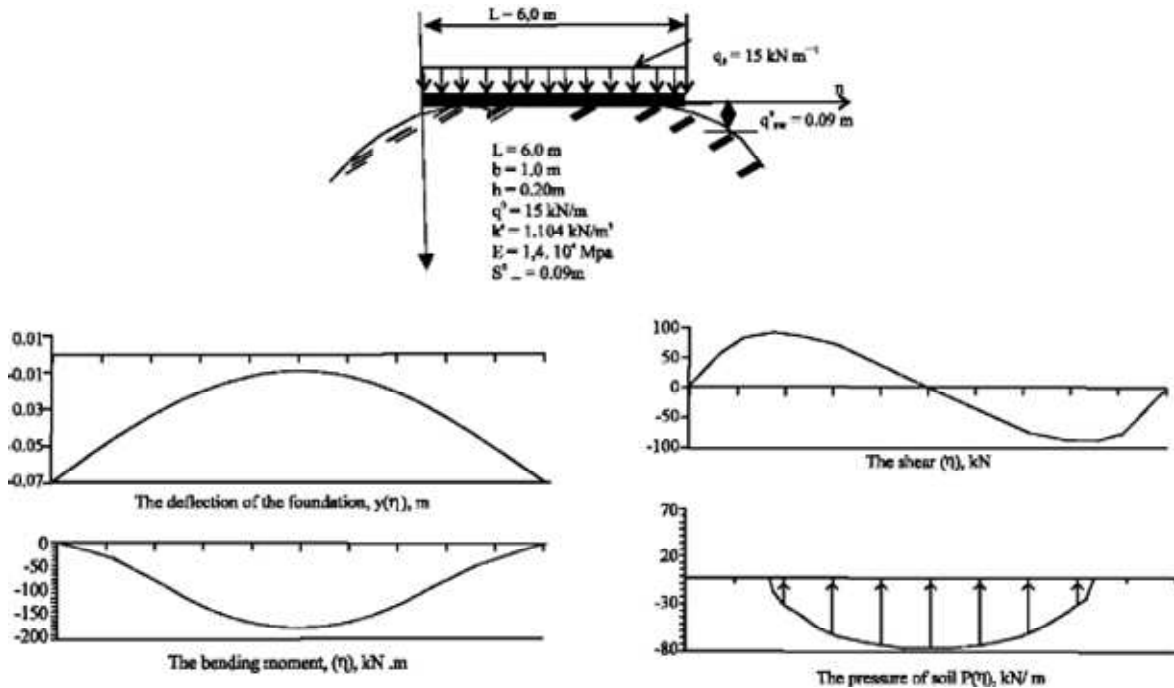 L – 6,0 m
q₀ = 15 kN m⁻¹
η
= 0.09 m
L = 6.0 m
b = 1.0 m
h = 0.20m
q⁰ = 15 kN/m
= 1.104 kN/m³
E = 1,4. 10⁴ Mpa
= 0.09m
0.01
-0.01
0.03
-0.05
-0.07
The deflection of the foundation, y(η), m
100
50
0
-50
-100
The shear (η), kN
0
-50
-100
-150
-200
The bending moment, (η), kN .m
70
20
-30
-80
The pressure of soil P(η), kN/ m